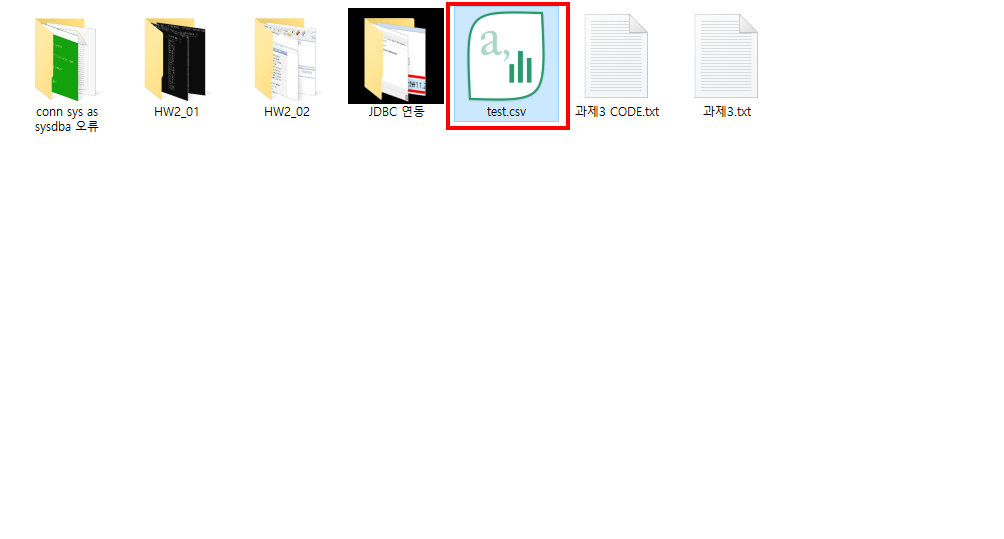 conn sys as
sysdba 오류
HW2_01
HW2_02
JDBC 연동
test.csv
과제3 CODE.txt
과제3.txt
a,